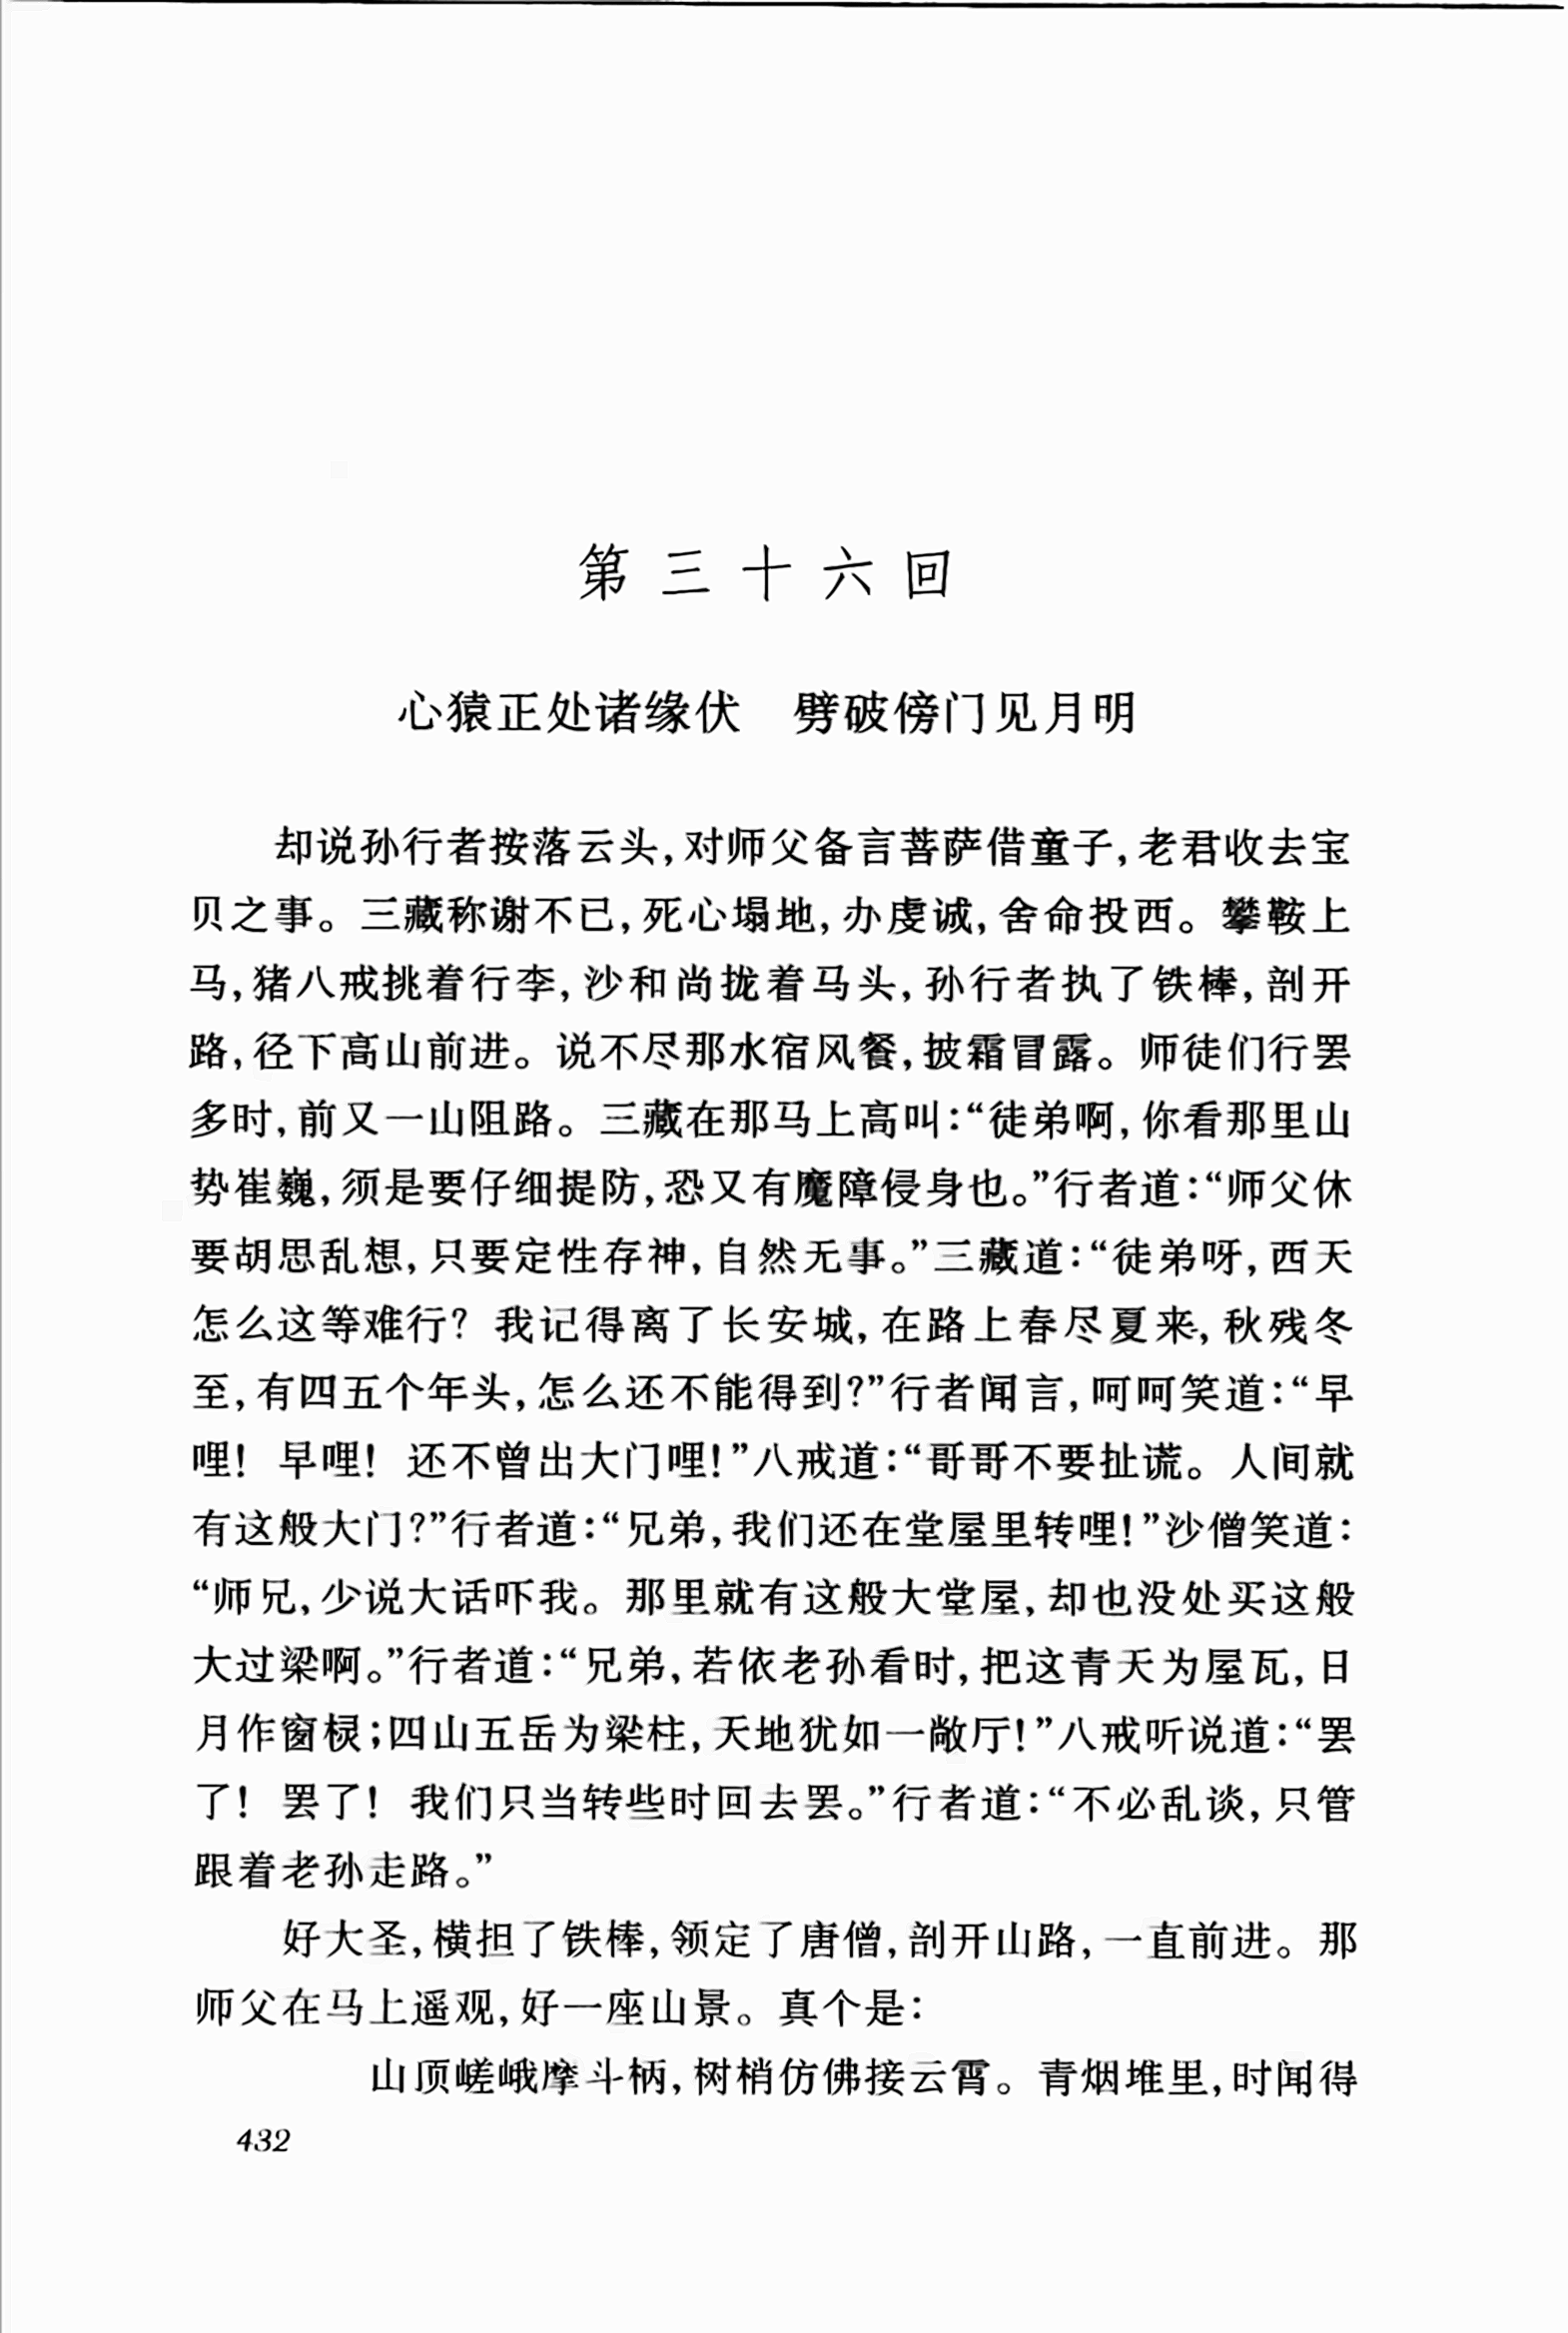 第三十六回
心猿正处诸缘伏　劈破傍门见月明
却说孙行者按落云头,对师父备言菩萨借童子,老君收去宝
贝之事。三藏称谢不已,死心塌地,办虔诚,舍命投西。攀鞍上
马,猪八戒挑着行李,沙和尚拢着马头,孙行者执了铁棒,剖开
路,径下高山前进。说不尽那水宿风餐,披霜冒露。师徒们行罢
多时,前又一山阻路。三藏在那马上高叫:“徒弟啊,你看那里山
势崔巍,须是要仔细提防,恐又有魔障侵身也。”行者道:“师父休
要胡思乱想,只要定性存神,自然无事。”三藏道:“徒弟呀,西天
怎么这等难行? 我记得离了长安城,在路上春尽夏来,秋残冬
至,有四五个年头,怎么还不能得到?”行者闻言,呵呵笑道:“早
哩! 早哩! 还不曾出大门哩!”八戒道:“哥哥不要扯谎。人间就
有这般大门?”行者道:“兄弟,我们还在堂屋里转哩!”沙僧笑道:
“师兄,少说大话吓我。那里就有这般大堂屋,却也没处买这般
大过梁啊。”行者道:“兄弟,若依老孙看时,把这青天为屋瓦,日
月作窗棂;四山五岳为梁柱,天地犹如一敞厅!”八戒听说道:“罢
了! 罢了! 我们只当转些时回去罢。”行者道:“不必乱谈,只管
跟着老孙走路。”
好大圣,横担了铁棒,领定了唐僧,剖开山路,一直前进。那
师父在马上遥观,好一座山景。真个是:
山顶嵯峨摩斗柄,树梢仿佛接云霄。青烟堆里,时闻得
432